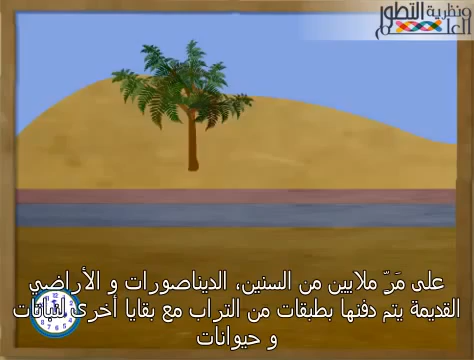 ونظرية التطور
العلم
على مَرّ ملايين من السنين، الديناصورات و الأراضي
القديمة يتم دفنها بطبقات من التراب مع بقايا أخرى لنباتات
و حيوانات